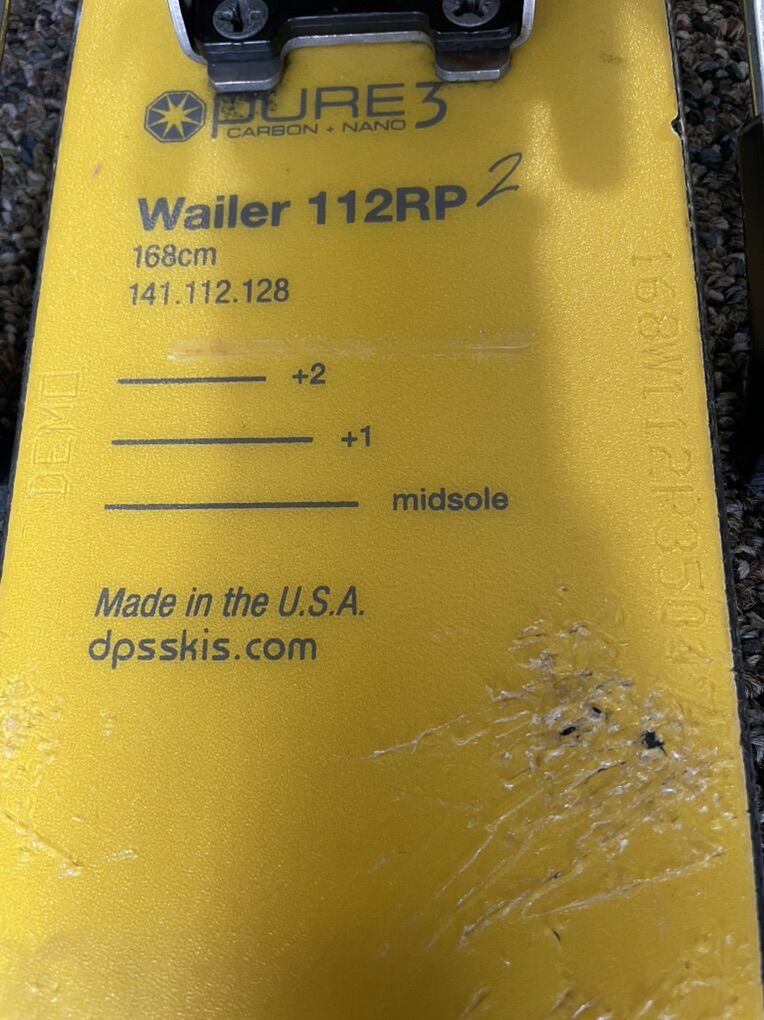 pURE3
CARBON + NANO
Wailer 112RP2
168cm
141.112.128
+2
+1
midsole
Made in the U.S.A.
dpsskis.com
DEMO